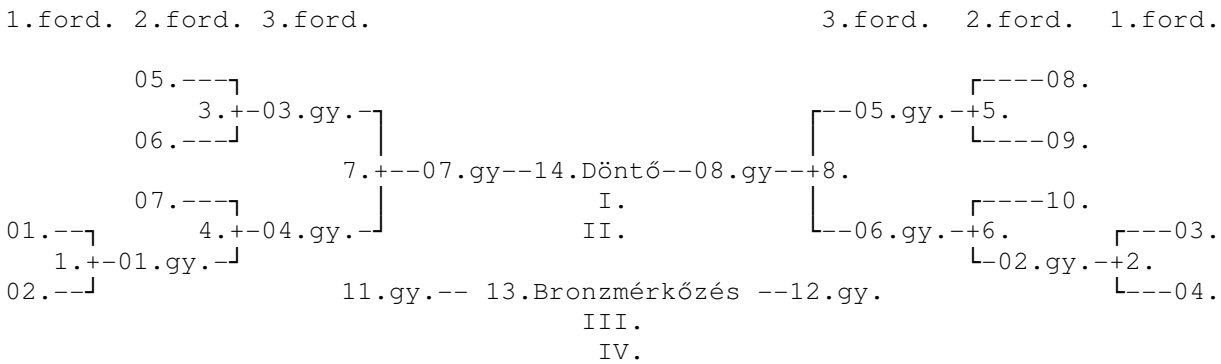 1.ford. 2.ford. 3.ford. 3.ford. 2.ford. 1.ford.
05.---┐ ┌----08.
3.+-03.gy.-┐ ┌--05.gy.-+5.
06.---┘ └----09.
7.+--07.gy--14.Döntő--08.gy--+8.
07.---┐ I. ┌----10.
01.--┐ 4.+-04.gy.-┘ II. └--06.gy.-+6. ┌---03.
1.+-01.gy.-┘ └-02.gy.-+2.
02.--┘ 11.gy.-- 13.Bronzmérkőzés --12.gy. └---04.
III.
IV.